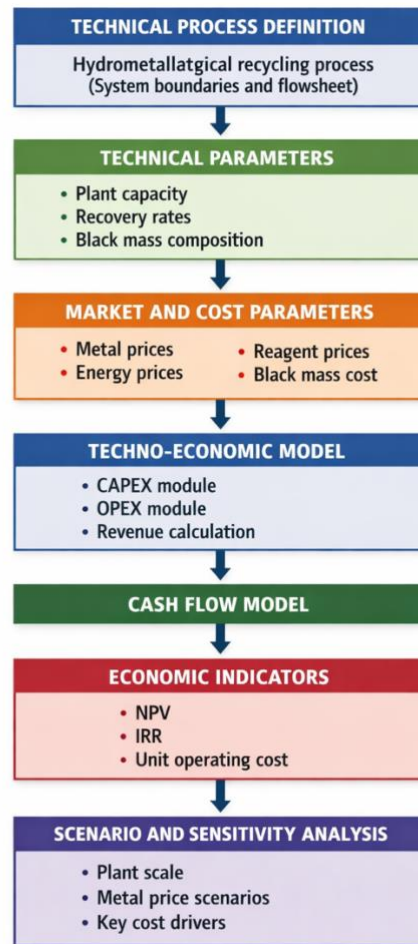 TECHNICAL PROCESS DEFINITION
Hydrometallatgical recycling process
(System boundaries and flowsheet)
TECHNICAL PARAMETERS
• Plant capacity
• Recovery rates
• Black mass composition
MARKET AND COST PARAMETERS
• Metal prices • Reagent prices
• Energy prices • Black mass cost
TECHNO-ECONOMIC MODEL
• CAPEX module
• OPEX module
• Revenue calculation
CASH FLOW MODEL
ECONOMIC INDICATORS
• NPV
• IRR
• Unit operating cost
SCENARIO AND SENSITIVITY ANALYSIS
• Plant scale
• Metal price scenarios
• Key cost drivers